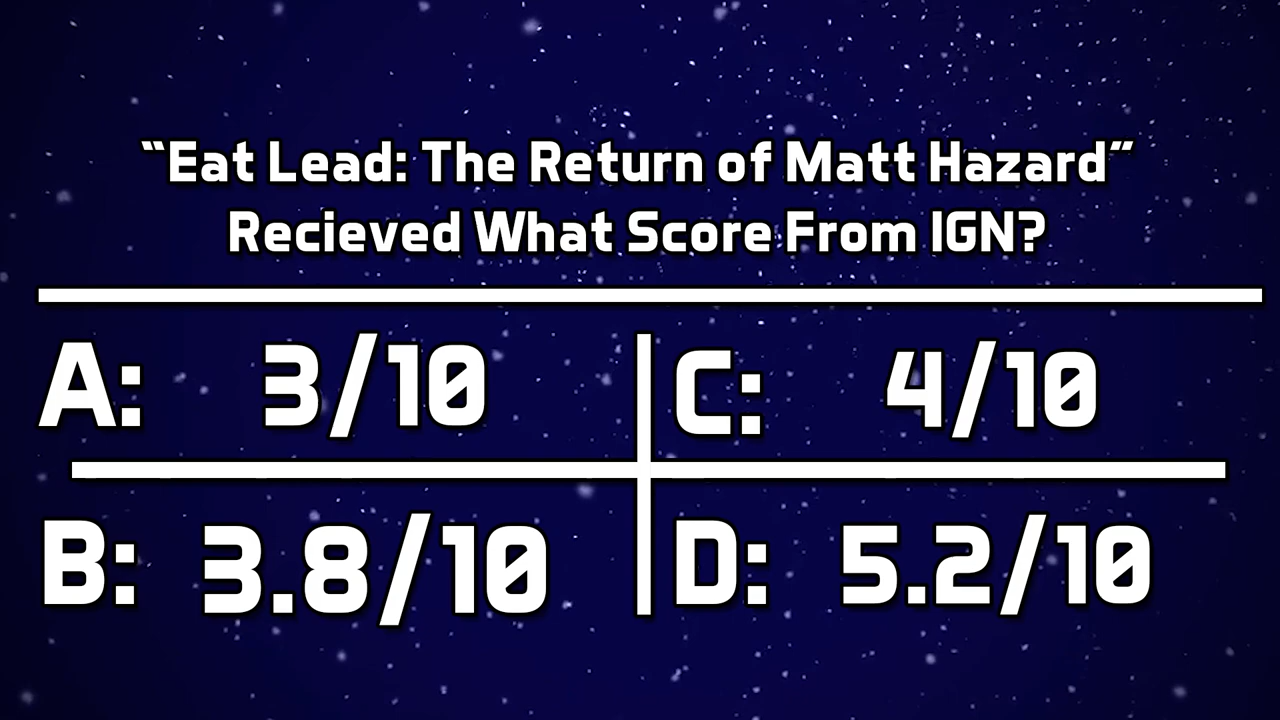 “Eat Lead: The Return of Matt Hazard”
Recieved What Score From IGN?
A: 3/10
C: 4/10
B: 3.8/10
D: 5.2/10